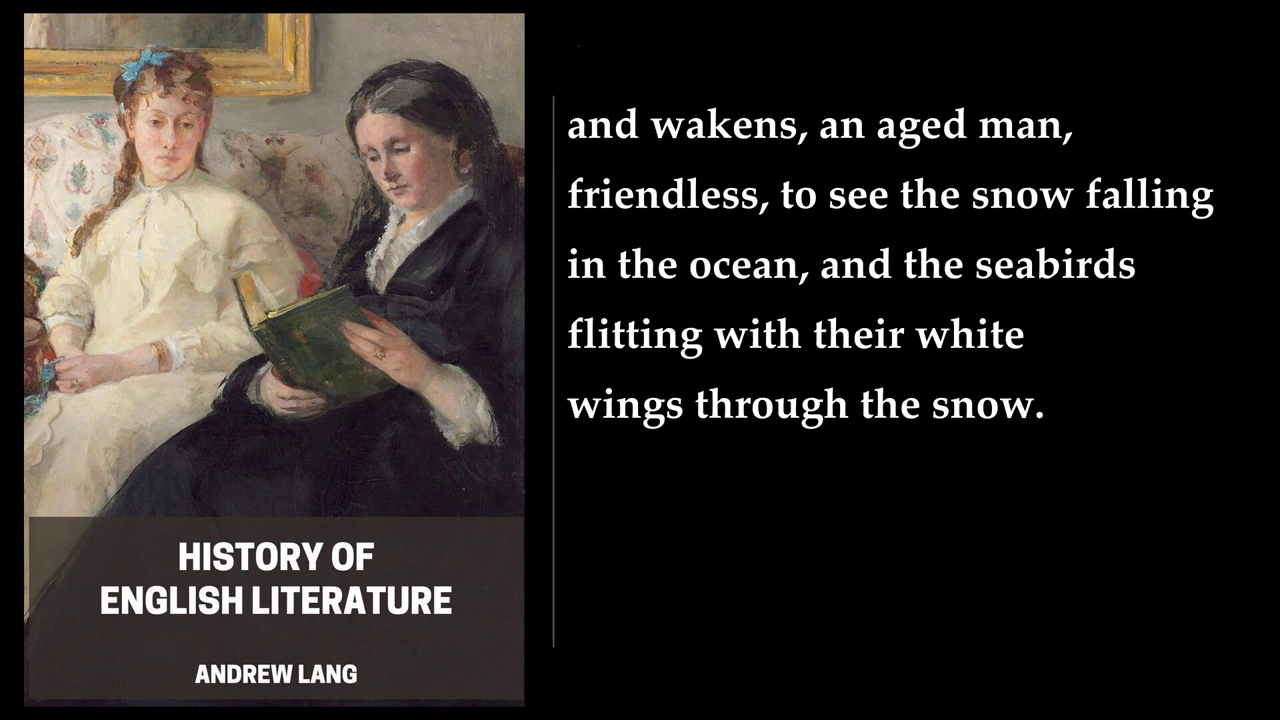 and wakens, an aged man,
friendless, to see the snow falling
in the ocean, and the seabirds
flitting with their white
wings through the snow.
HISTORY OF
ENGLISH LITERATURE
ANDREW LANG